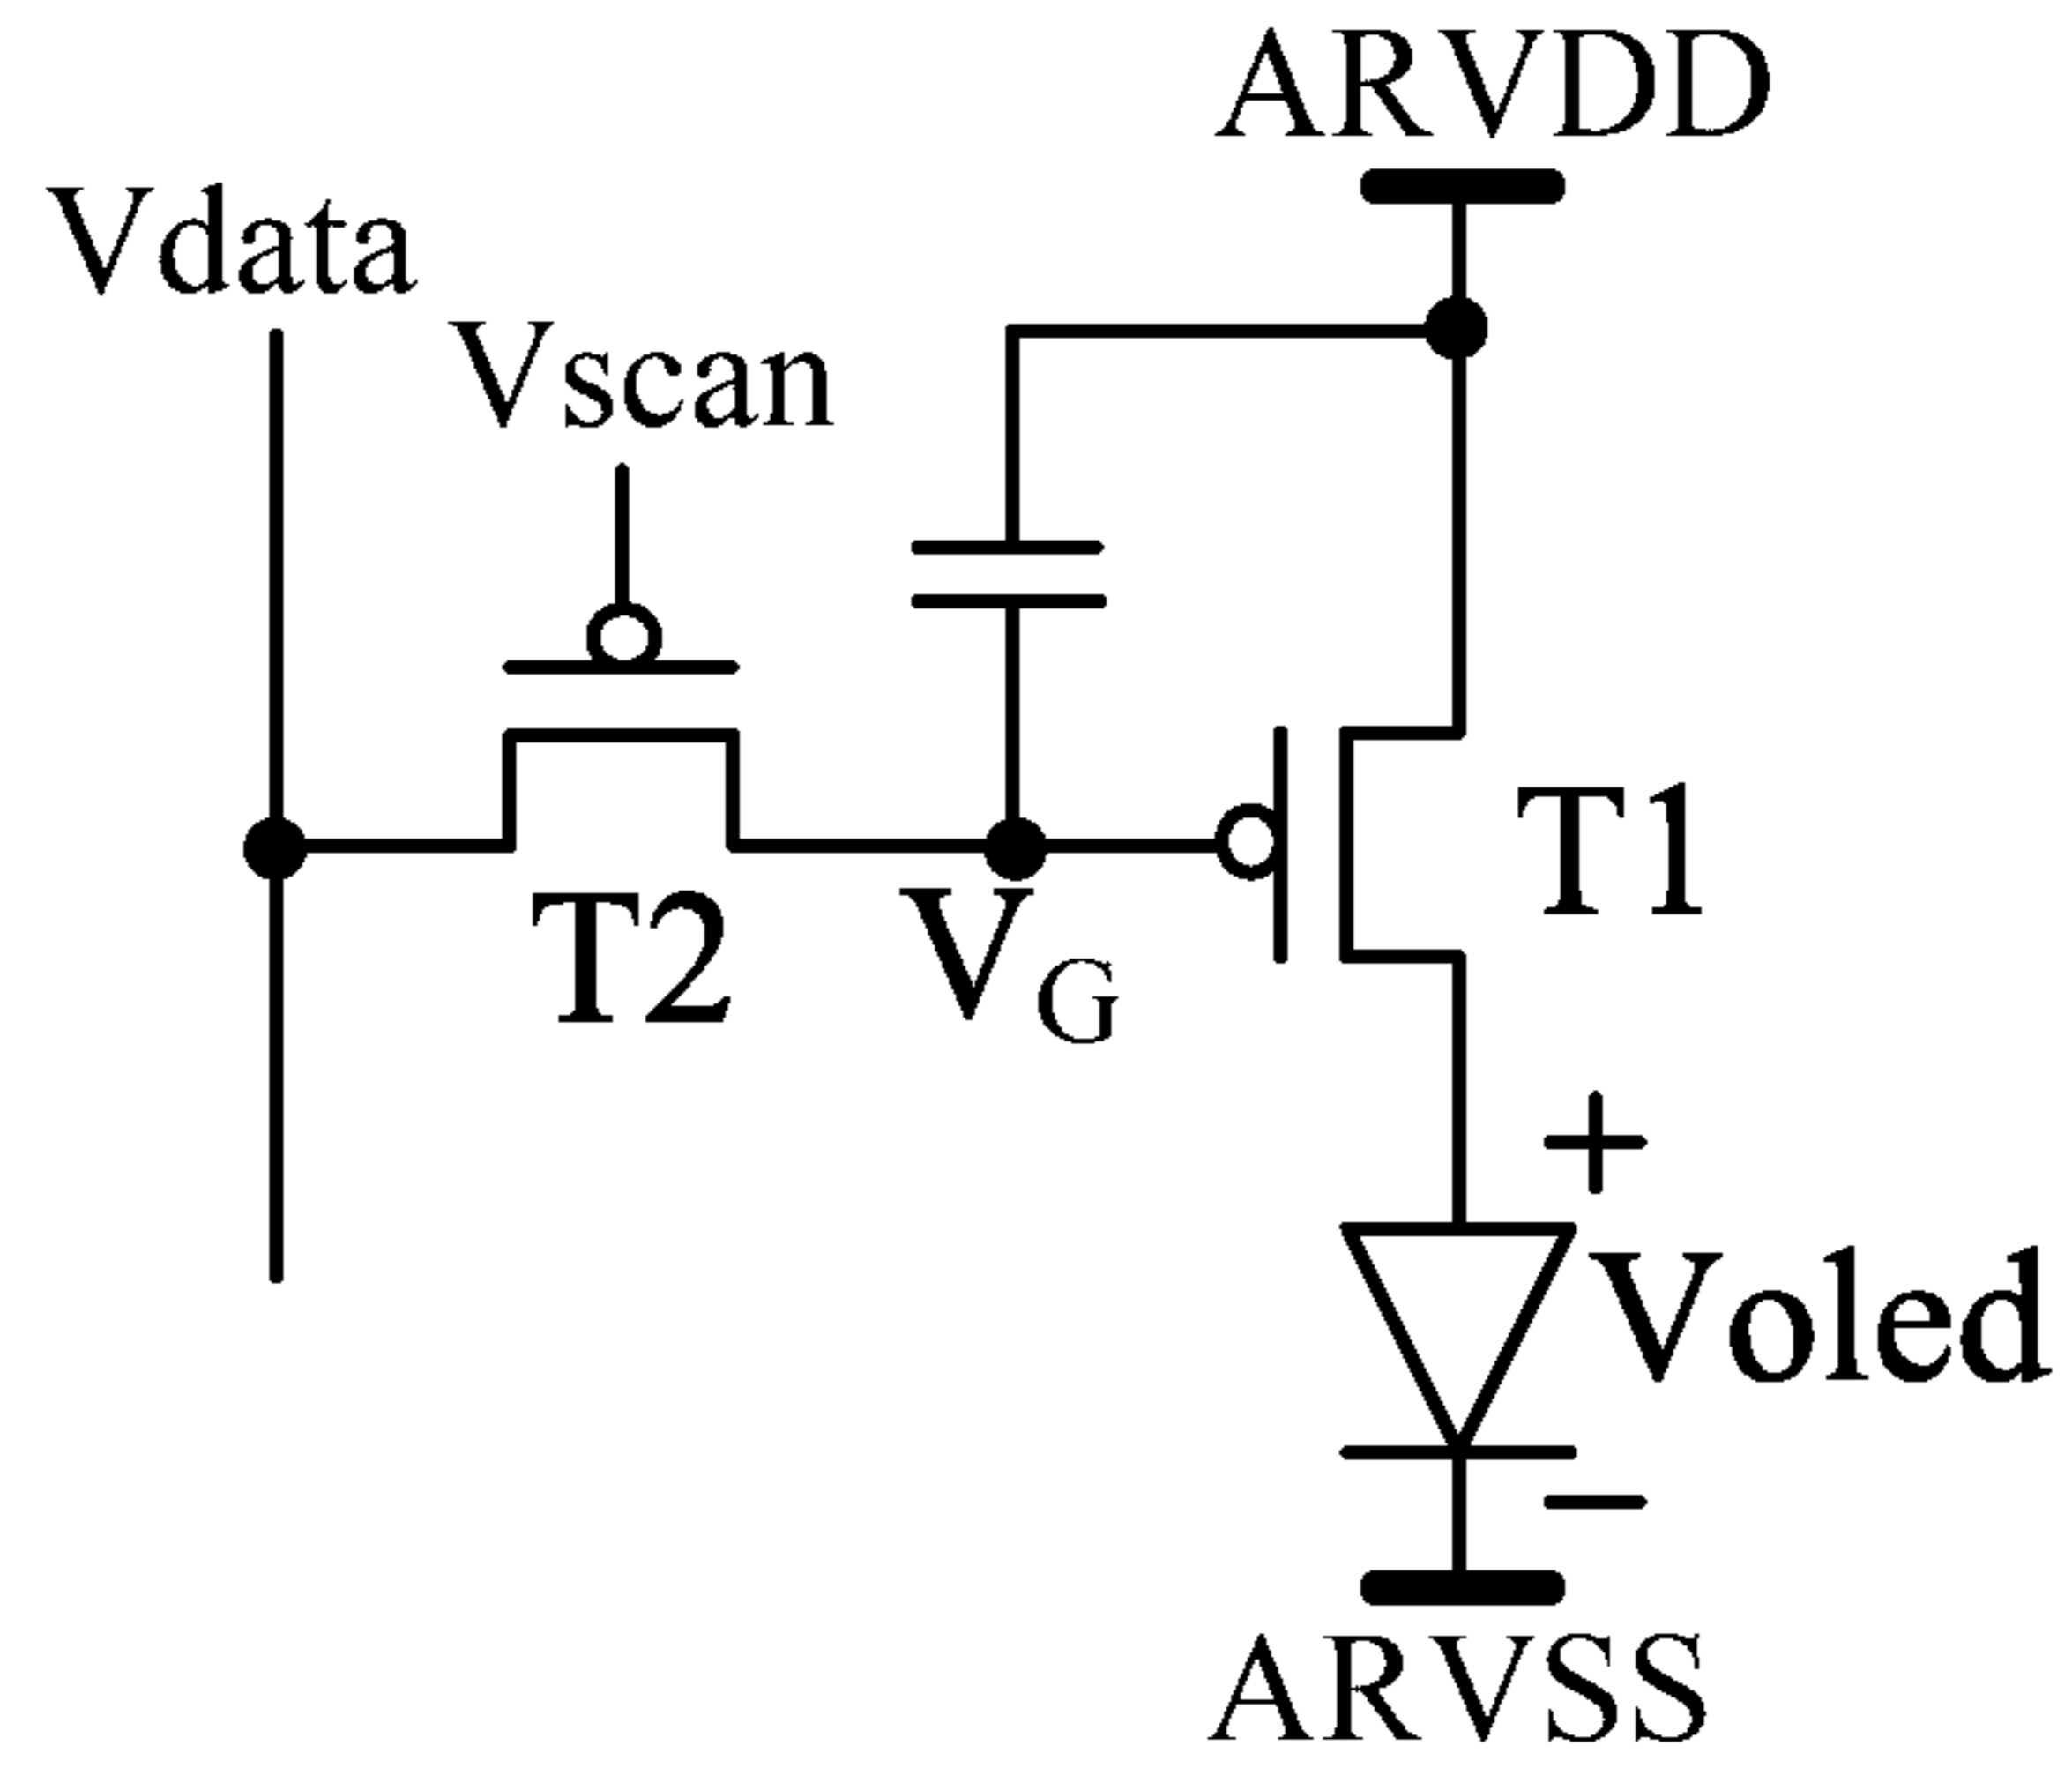 ARVDD
Vdata
Vscan
T1
T2
VG
+
Voled
−
ARVSS